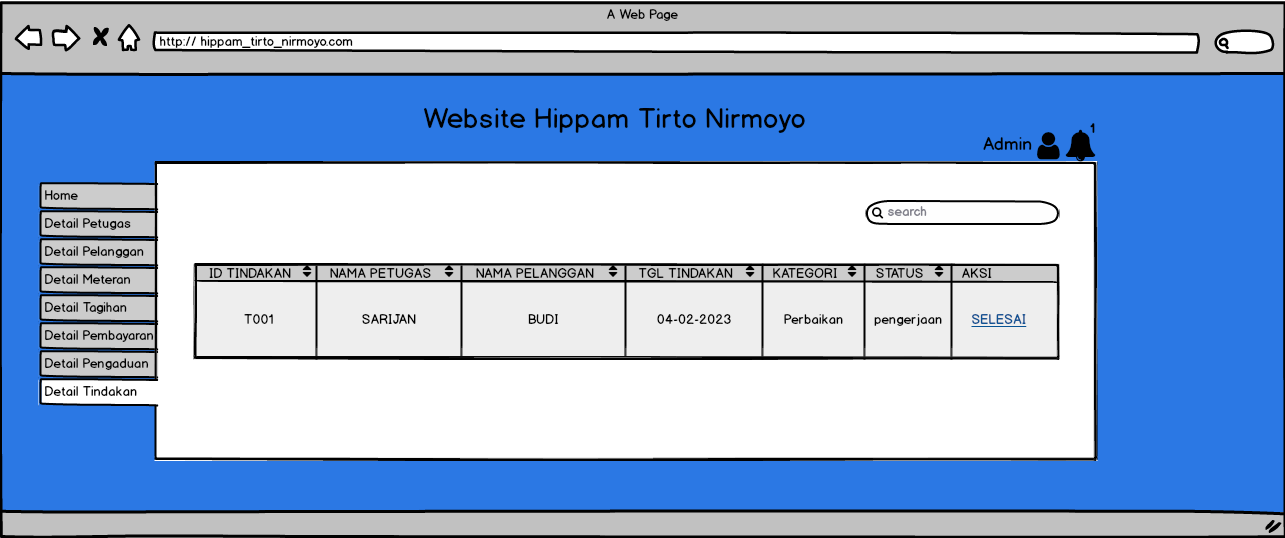 A Web Page
http:// hippam_tirto_nirmoyo.com
Website Hippam Tirto Nirmoyo
Admin 1
Home
Detail Petugas
Detail Pelanggan
Detail Meteran
Detail Tagihan
Detail Pembayaran
Detail Pengaduan
Detail Tindakan
search
ID TINDAKAN NAMA PETUGAS NAMA PELANGGAN TGL TINDAKAN KATEGORI STATUS AKSI
T001 SARIJAN BUDI 04-02-2023 Perbaikan pengerjaan SELESAI